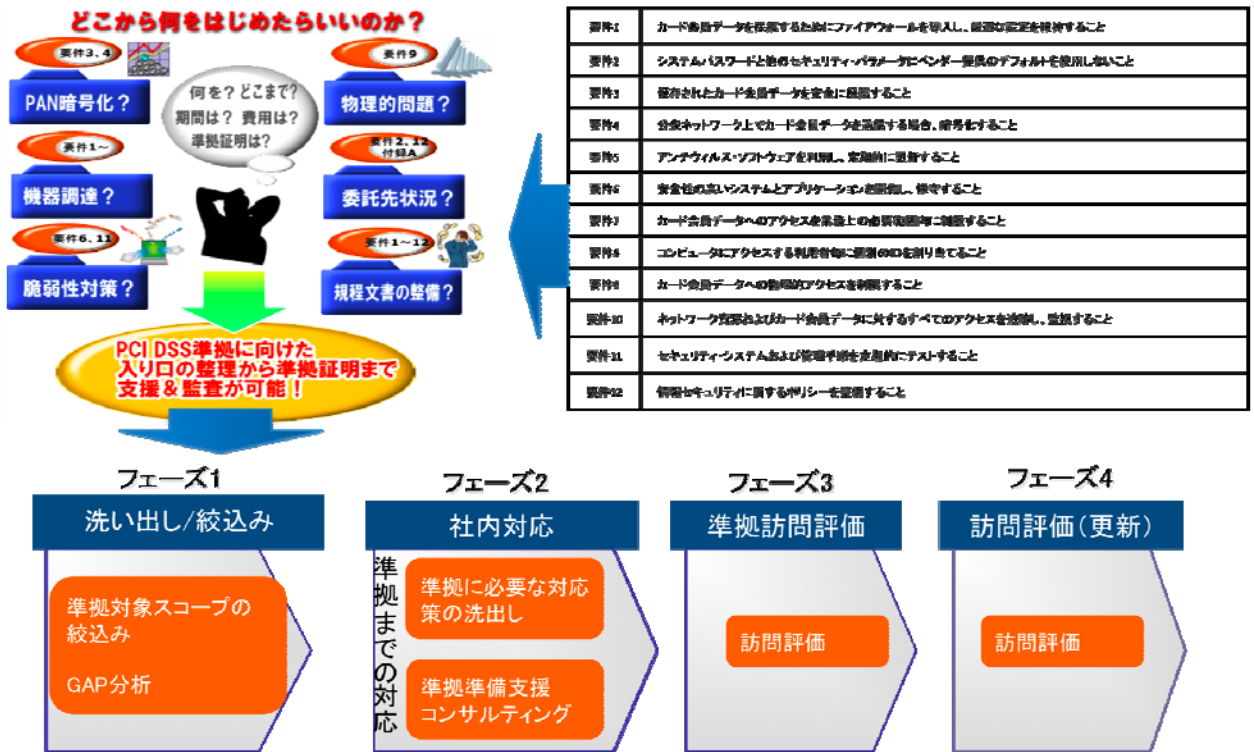 どこから何をはじめたらいいのか?
要件3、4
PAN暗号化?
要件1~
機器調達?
要件6、11
脆弱性対策?
何を?どこまで?
期間は? 費用は?
準拠証明は?
要件9
物理的問題?
要件2、12
付録A
委託先状況?
要件1~12
規程文書の整備?
PCI DSS準拠に向けた
入り口の整理から準拠証明まで
支援&監査が可能!
要件1 カード会員データを保護するためにファイアウォールを導入し、最適な設定を維持すること
要件2 システムパスワードと他のセキュリティ・パラメータにベンダー提供のデフォルトを使用しないこと
要件3 保存されたカード会員データを安全に保護すること
要件4 公衆ネットワーク上でカード会員データを送信する場合、暗号化すること
要件5 アンチウィルス・ソフトウェアを利用し、定期的に更新すること
要件6 安全性の高いシステムとアプリケーションを開発し、保守すること
要件7 カード会員データへのアクセスを業務上の必要範囲内に制限すること
要件8 コンピュータにアクセスする利用者毎に個別のIDを割り当てること
要件9 カード会員データへの物理的アクセスを制限すること
要件10 ネットワーク資源およびカード会員データに対するすべてのアクセスを追跡し、監視すること
要件11 セキュリティ・システムおよび管理手順を定期的にテストすること
要件12 情報セキュリティに関するポリシーを整備すること
フェーズ1
洗い出し/絞込み
準拠対象スコープの
絞込み
GAP分析
フェーズ2
社内対応
準拠までの対応
準拠に必要な対応
策の洗出し
準拠準備支援
コンサルティング
フェーズ3
準拠訪問評価
訪問評価
フェーズ4
訪問評価(更新)
訪問評価